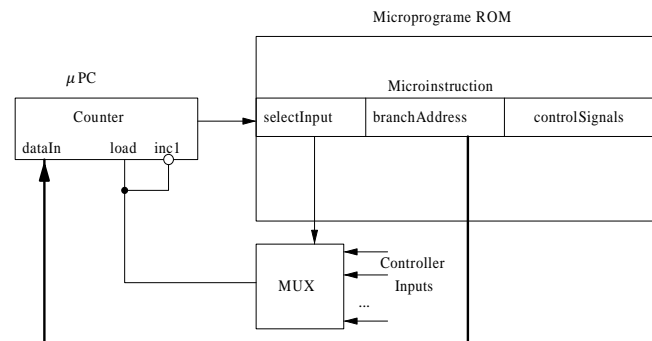 Microprograme ROM
μPC
Microinstruction
Counter
selectInput
branchAddress
controlSignals
dataIn
load
inc1
MUX
Controller
Inputs
...